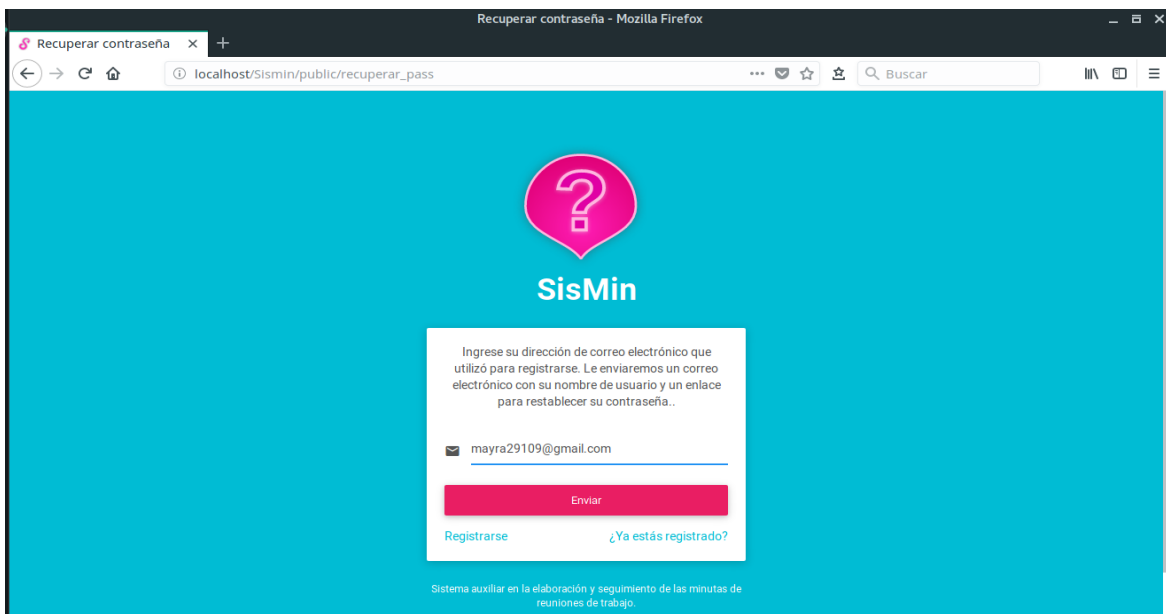 Recuperar contraseña - Mozilla Firefox
Recuperar contraseña
localhost/Sismin/public/recuperar_pass
Buscar
?
SisMin
Ingrese su dirección de correo electrónico que
utilizó para registrarse. Le enviaremos un correo
electrónico con su nombre de usuario y un enlace
para restablecer su contraseña..
mayra29109@gmail.com
Enviar
Registrarse ¿Ya estás registrado?
Sistema auxiliar en la elaboración y seguimiento de las minutas de
reuniones de trabajo.